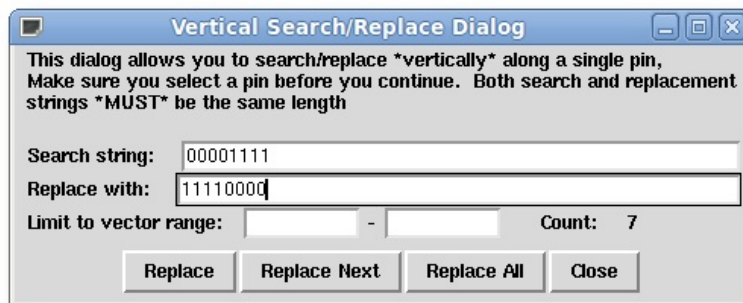 Vertical Search/Replace Dialog
This dialog allows you to search/replace *vertically* along a single pin,
Make sure you select a pin before you continue.  Both search and replacement
strings *MUST* be the same length
Search string: 00001111
Replace with: 11110000
Limit to vector range: - Count: 7
Replace Replace Next Replace All Close